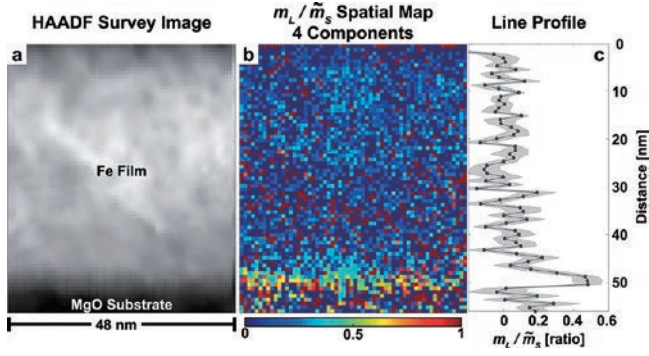 HAADF Survey Image
m_L / m̃_S Spatial Map
4 Components
Line Profile
a
Fe Film
MgO Substrate
48 nm
b
0 0.5 1
c
0
10
20
30
40
50
Distance [nm]
0 0.2 0.4 0.6
m_L / m̃_S [ratio]